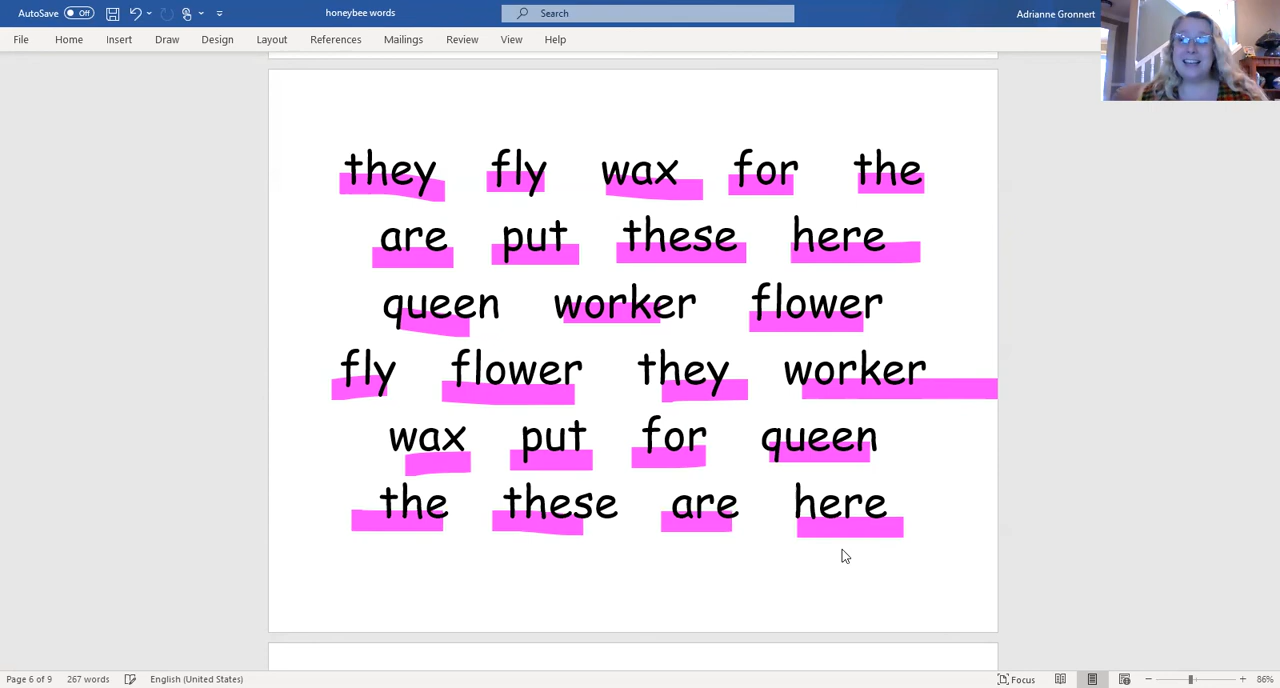 AutoSave Off honeybee words Search Adrianne Gronnert
File Home Insert Draw Design Layout References Mailings Review View Help
they fly wax for the
are put these here
queen worker flower
fly flower they worker
wax put for queen
the these are here
Page 6 of 9 267 words English (United States) Focus 86%